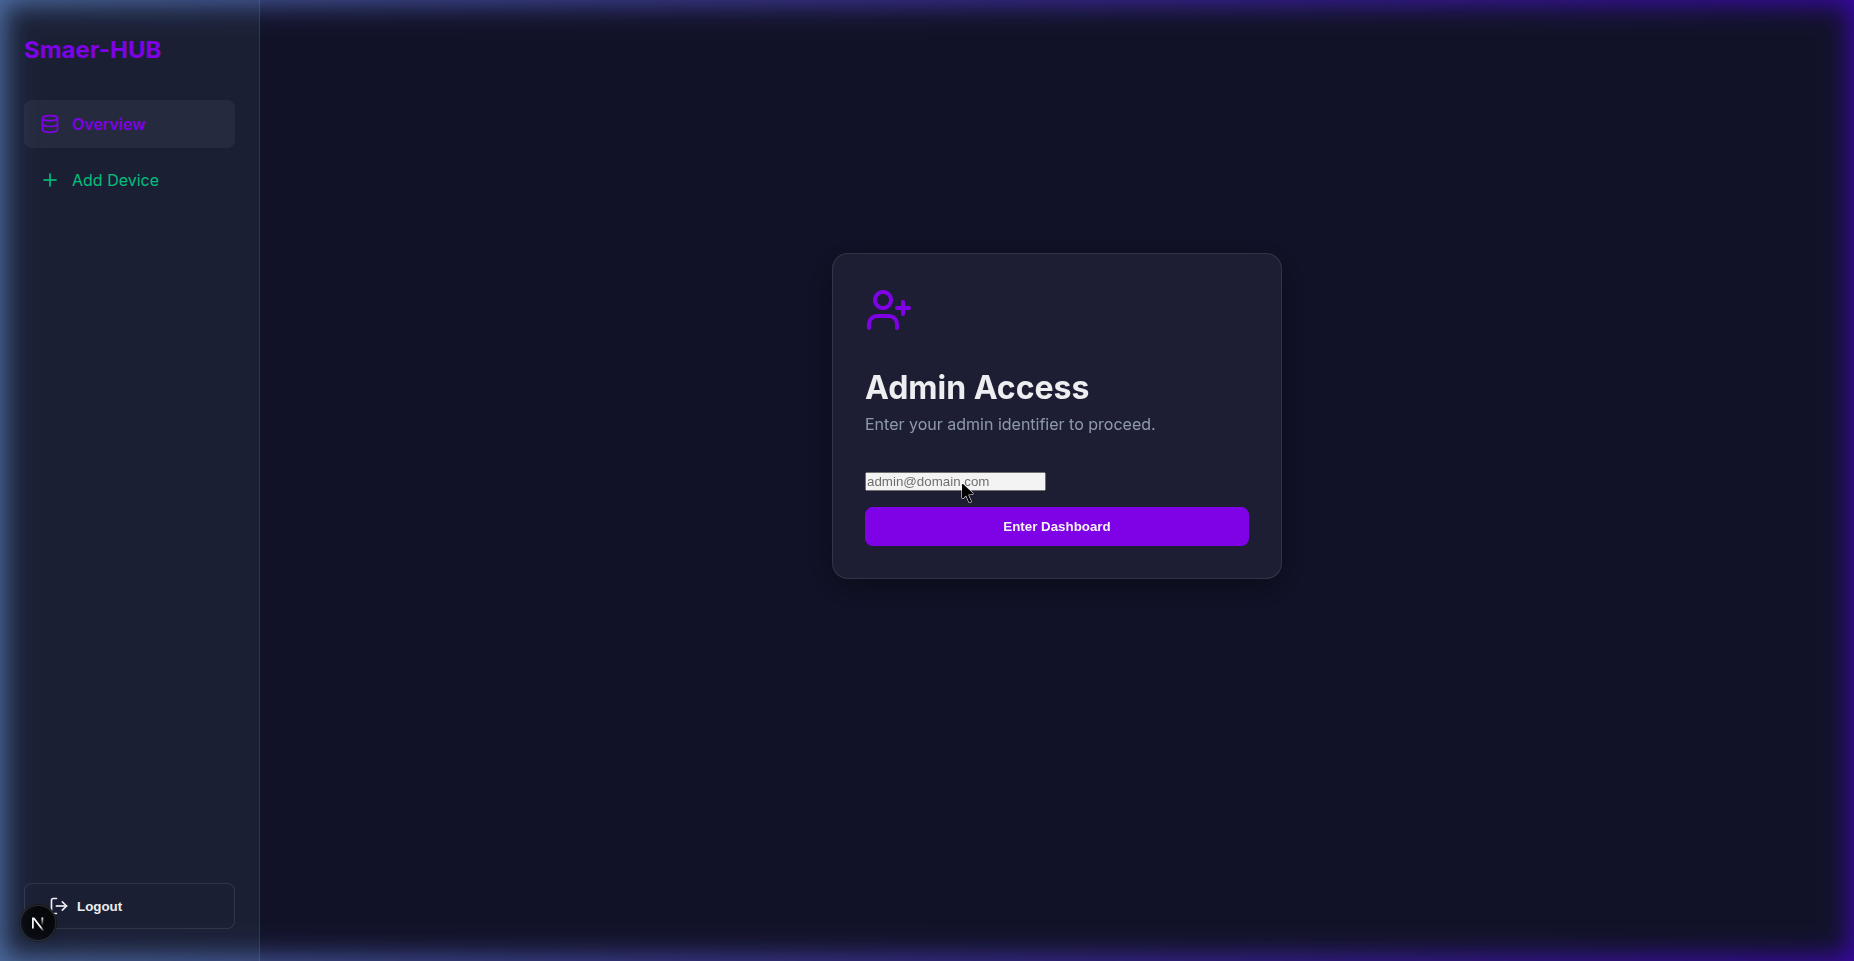 Smaer-HUB
Overview
Add Device
Admin Access
Enter your admin identifier to proceed.
admin@domain.com
Enter Dashboard
Logout
N